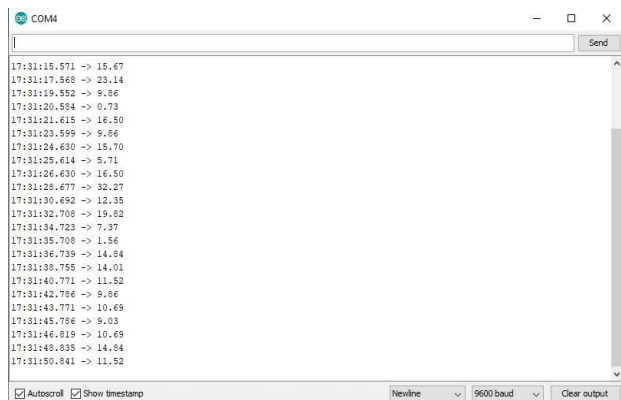 COM4
Send
17:31:15.571 -> 15.67
17:31:17.568 -> 23.14
17:31:19.552 -> 9.86
17:31:20.584 -> 0.73
17:31:21.615 -> 16.50
17:31:23.599 -> 9.86
17:31:24.630 -> 15.70
17:31:25.614 -> 5.71
17:31:26.630 -> 16.50
17:31:28.677 -> 32.27
17:31:30.692 -> 12.35
17:31:32.708 -> 19.82
17:31:34.723 -> 7.37
17:31:35.708 -> 1.56
17:31:36.739 -> 14.84
17:31:38.755 -> 14.01
17:31:40.771 -> 11.52
17:31:42.786 -> 9.86
17:31:43.771 -> 10.69
17:31:45.786 -> 9.03
17:31:46.819 -> 10.69
17:31:48.835 -> 14.84
17:31:50.841 -> 11.52
Autoscroll Show timestamp Newline 9600 baud Clear output